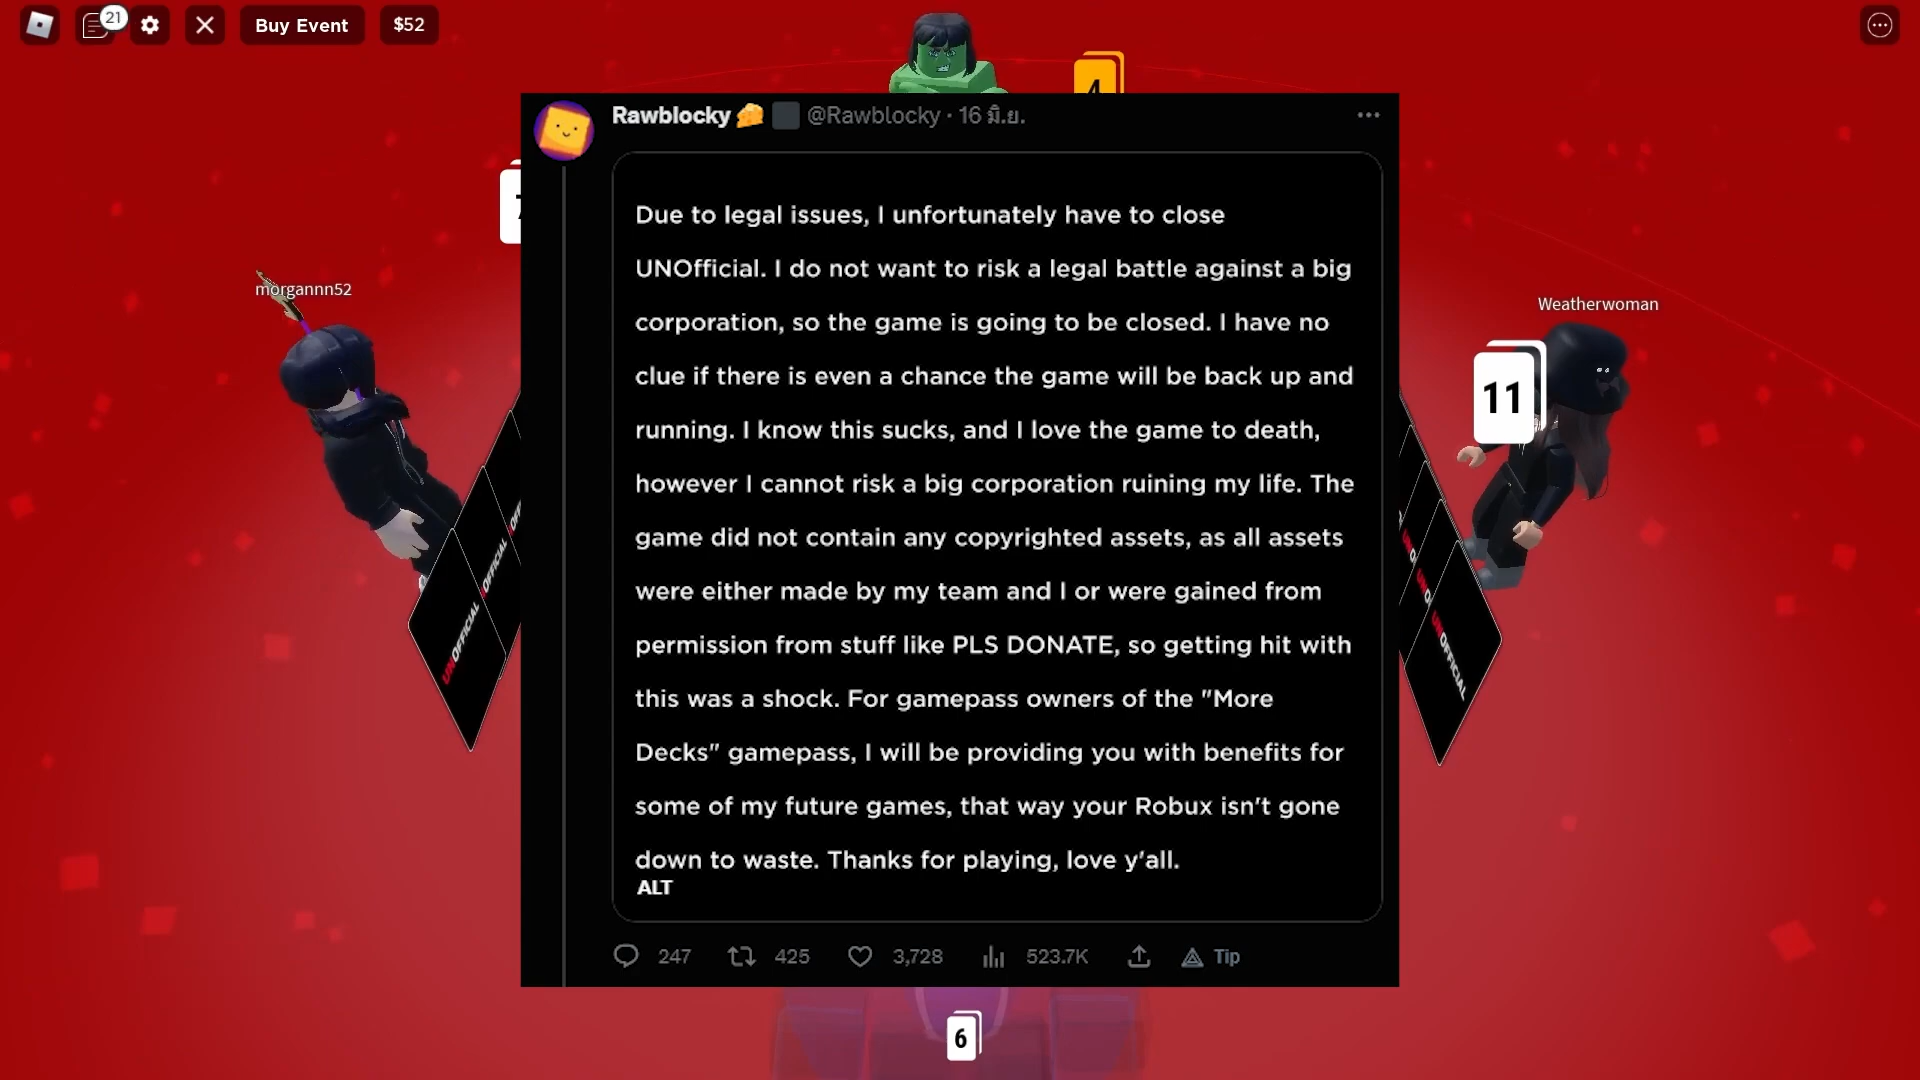 21
Buy Event
$52
4
Rawblocky @Rawblocky · 16 มิ.ย.
morgannn52
Weatherwoman
7
11
Due to legal issues, I unfortunately have to close
UNOfficial. I do not want to risk a legal battle against a big
corporation, so the game is going to be closed. I have no
clue if there is even a chance the game will be back up and
running. I know this sucks, and I love the game to death,
however I cannot risk a big corporation ruining my life. The
game did not contain any copyrighted assets, as all assets
were either made by my team and I or were gained from
permission from stuff like PLS DONATE, so getting hit with
this was a shock. For gamepass owners of the "More
Decks" gamepass, I will be providing you with benefits for
some of my future games, that way your Robux isn't gone
down to waste. Thanks for playing, love y'all.
ALT
UNOFFICIAL
UNOFFICIAL
247 425 3,728 523.7K Tip
6